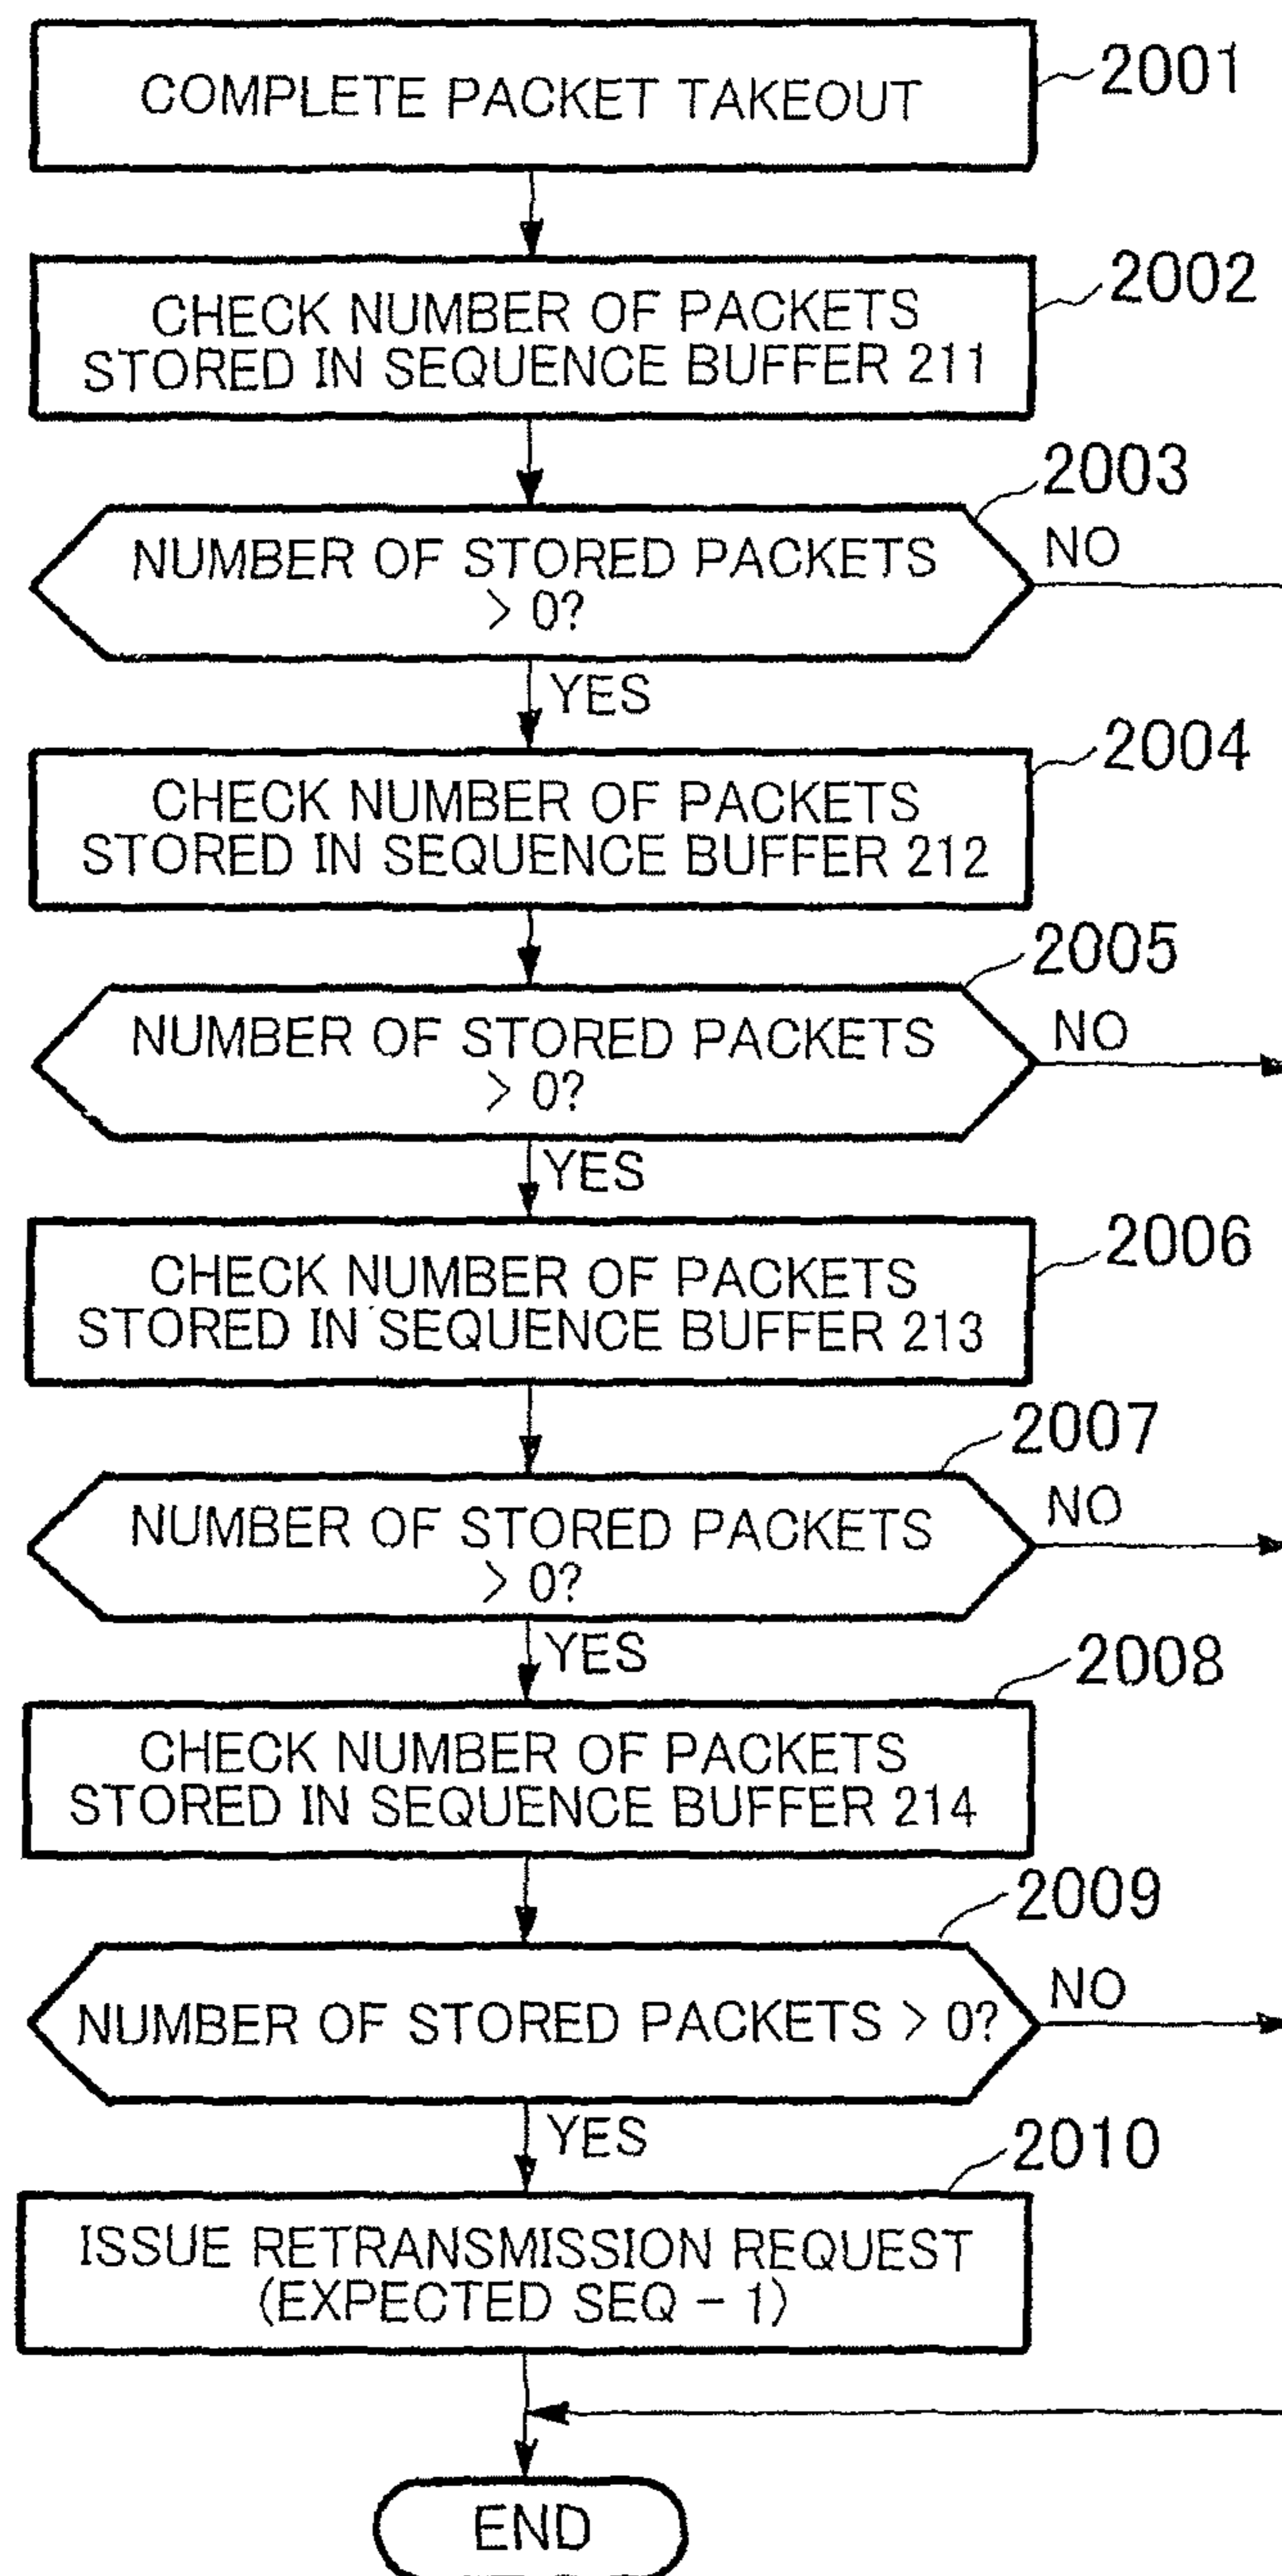 COMPLETE PACKET TAKEOUT
2001
CHECK NUMBER OF PACKETS
STORED IN SEQUENCE BUFFER 211
2002
2003
NUMBER OF STORED PACKETS
> 0?
NO
YES
CHECK NUMBER OF PACKETS
STORED IN SEQUENCE BUFFER 212
2004
2005
NUMBER OF STORED PACKETS
> 0?
NO
YES
CHECK NUMBER OF PACKETS
STORED IN SEQUENCE BUFFER 213
2006
2007
NUMBER OF STORED PACKETS
> 0?
NO
YES
2008
CHECK NUMBER OF PACKETS
STORED IN SEQUENCE BUFFER 214
2009
NUMBER OF STORED PACKETS > 0?
NO
YES
2010
ISSUE RETRANSMISSION REQUEST
(EXPECTED SEQ - 1)
END